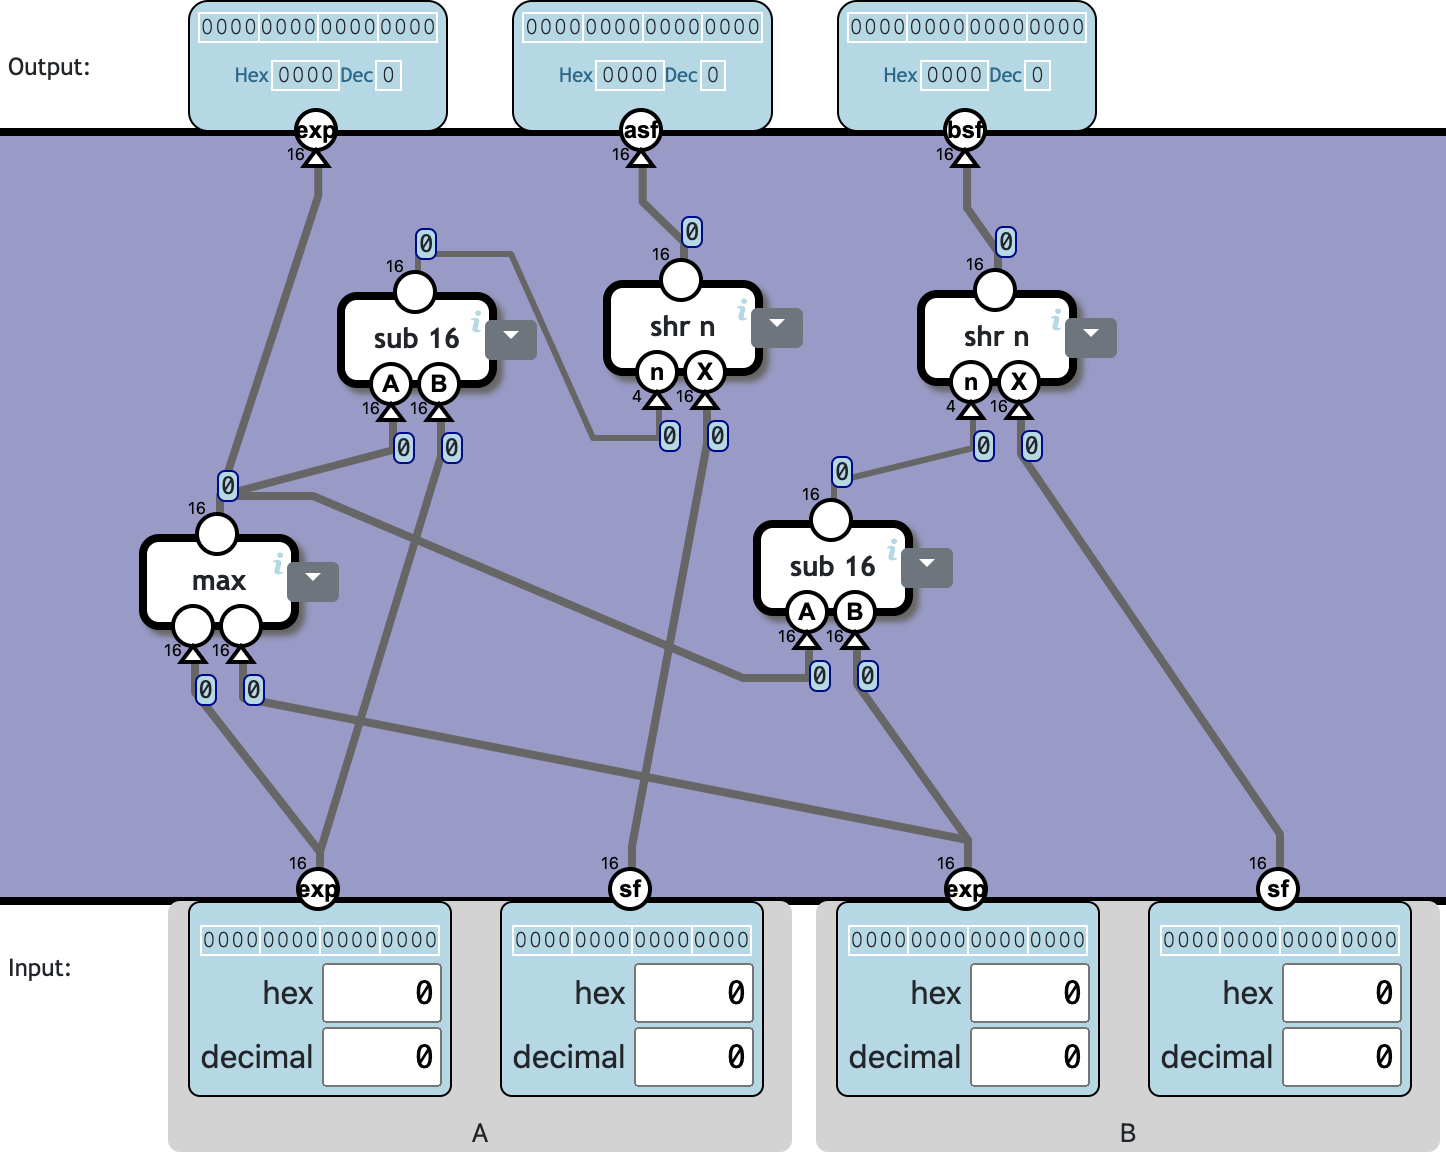 0000 0000 0000 0000
0000 0000 0000 0000
0000 0000 0000 0000
Output:
Hex 0000 Dec 0
Hex 0000 Dec 0
Hex 0000 Dec 0
exp
asf
bsf
16
16
16
0
0
0
16
16
16
sub 16
i
shr n
i
shr n
i
A
B
n
X
n
X
16
16
4
16
4
16
0
0
0
0
0
0
0
0
16
16
max
i
sub 16
i
A
B
16
16
16
16
0
0
0
0
16
16
16
16
exp
sf
exp
sf
0000 0000 0000 0000
0000 0000 0000 0000
0000 0000 0000 0000
0000 0000 0000 0000
Input:
hex 0
hex 0
hex 0
hex 0
decimal 0
decimal 0
decimal 0
decimal 0
A
B